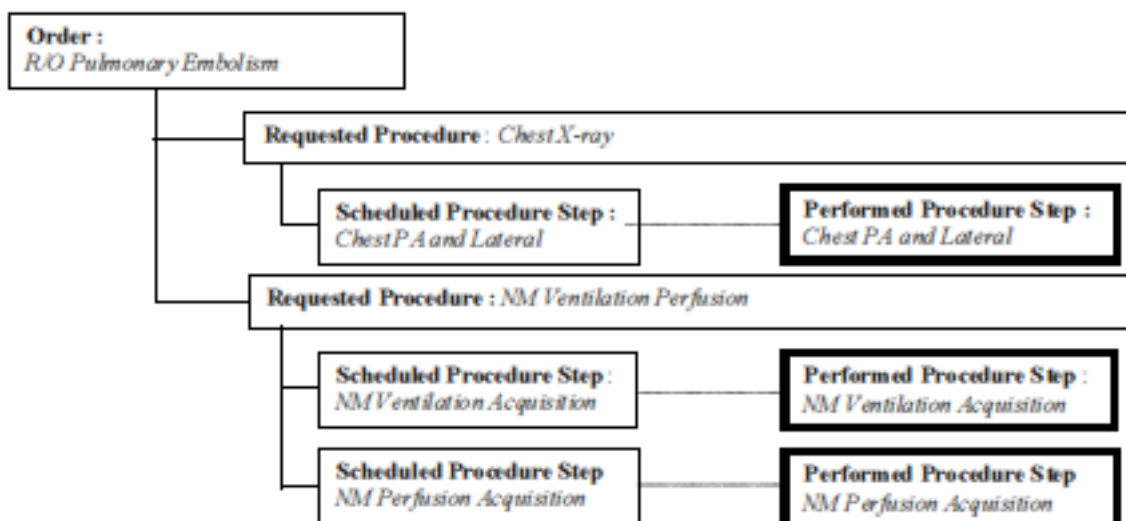 Order :
R/O Pulmonary Embolism
Requested Procedure : Chest X-ray
Scheduled Procedure Step :
Chest PA and Lateral
Performed Procedure Step :
Chest PA and Lateral
Requested Procedure : NM Ventilation Perfusion
Scheduled Procedure Step :
NM Ventilation Acquisition
Performed Procedure Step :
NM Ventilation Acquisition
Scheduled Procedure Step
NM Perfusion Acquisition
Performed Procedure Step
NM Perfusion Acquisition